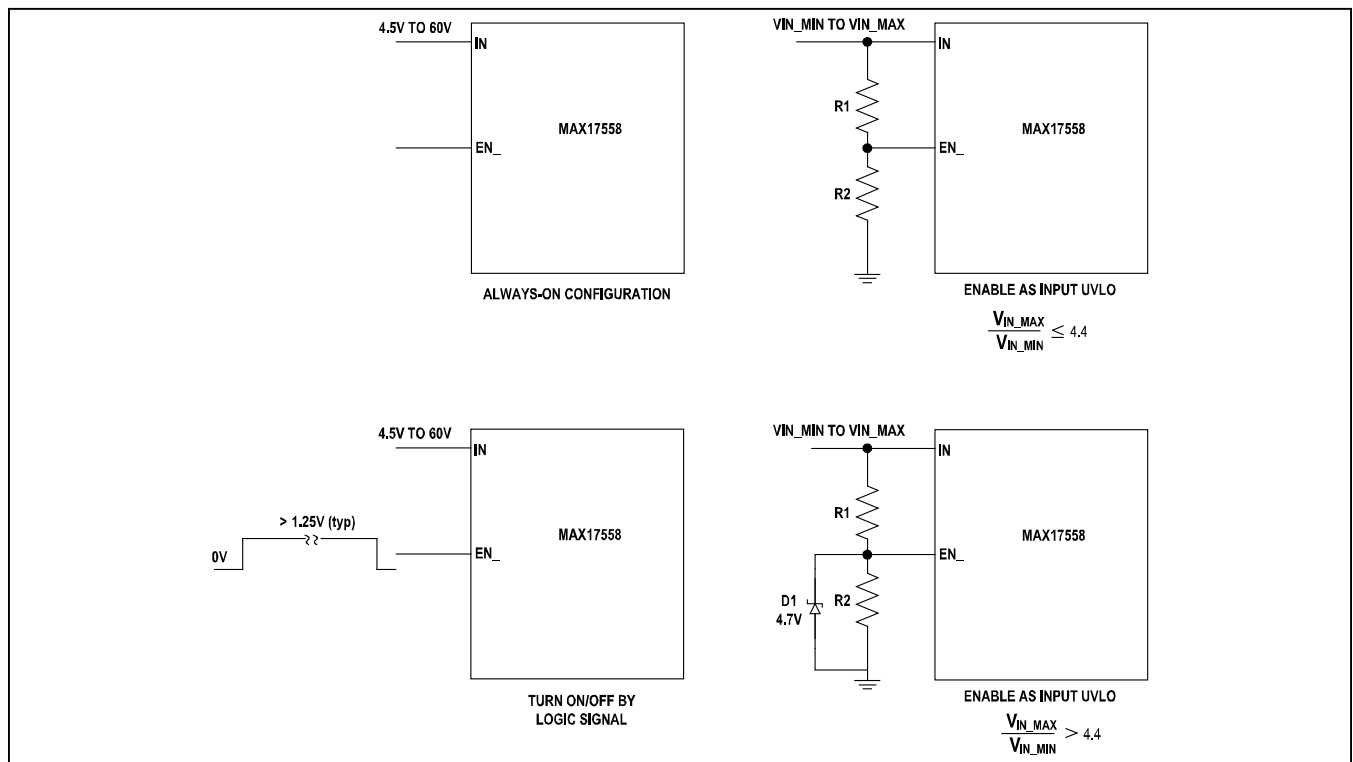 4.5V TO 60V
IN
MAX17558
EN_
ALWAYS-ON CONFIGURATION
VIN_MIN TO VIN_MAX
IN
R1
MAX17558
EN_
R2
ENABLE AS INPUT UVLO
VIN_MAX
VIN_MIN
≤ 4.4
4.5V TO 60V
IN
> 1.25V (typ)
MAX17558
0V
EN_
TURN ON/OFF BY
LOGIC SIGNAL
VIN_MIN TO VIN_MAX
IN
R1
MAX17558
EN_
D1
4.7V
R2
ENABLE AS INPUT UVLO
VIN_MAX
VIN_MIN
> 4.4